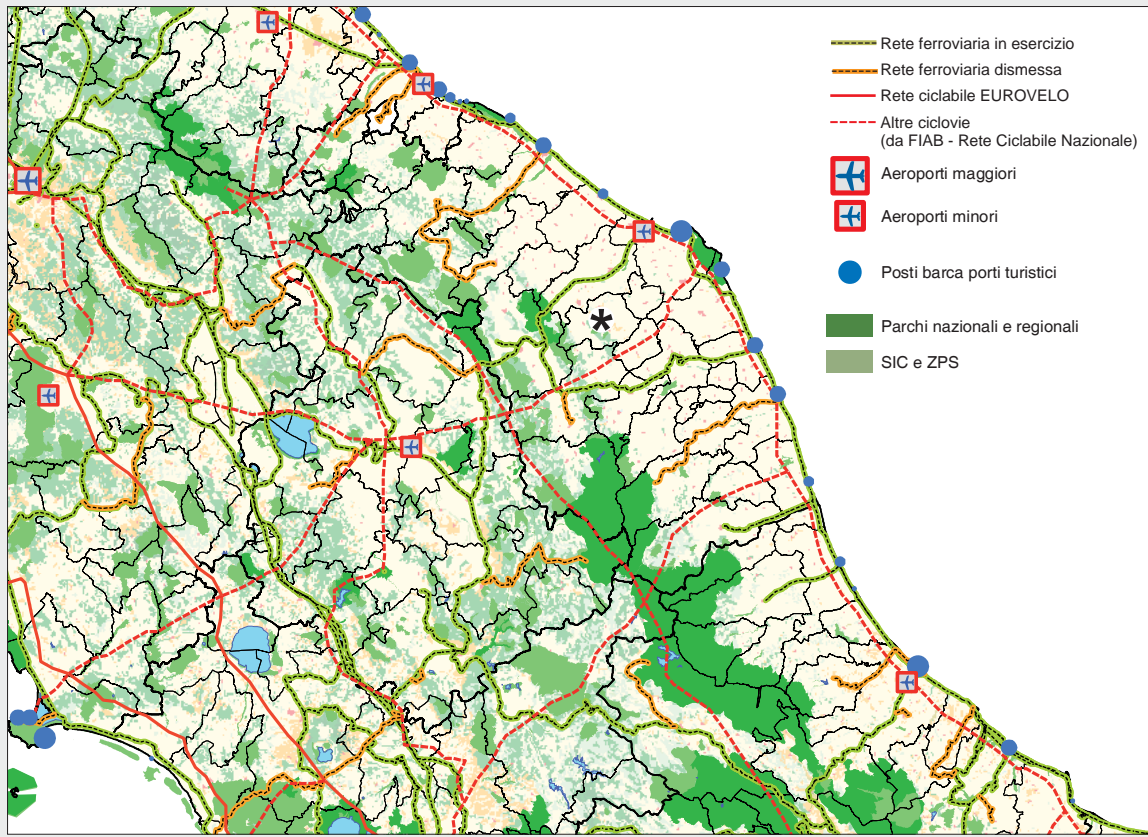 Rete ferroviaria in esercizio
Rete ferroviaria dismessa
Rete ciclabile EUROVELO
Altre ciclovie
(da FIAB - Rete Ciclabile Nazionale)
Aeroporti maggiori
Aeroporti minori
Posti barca porti turistici
Parchi nazionali e regionali
SIC e ZPS
*